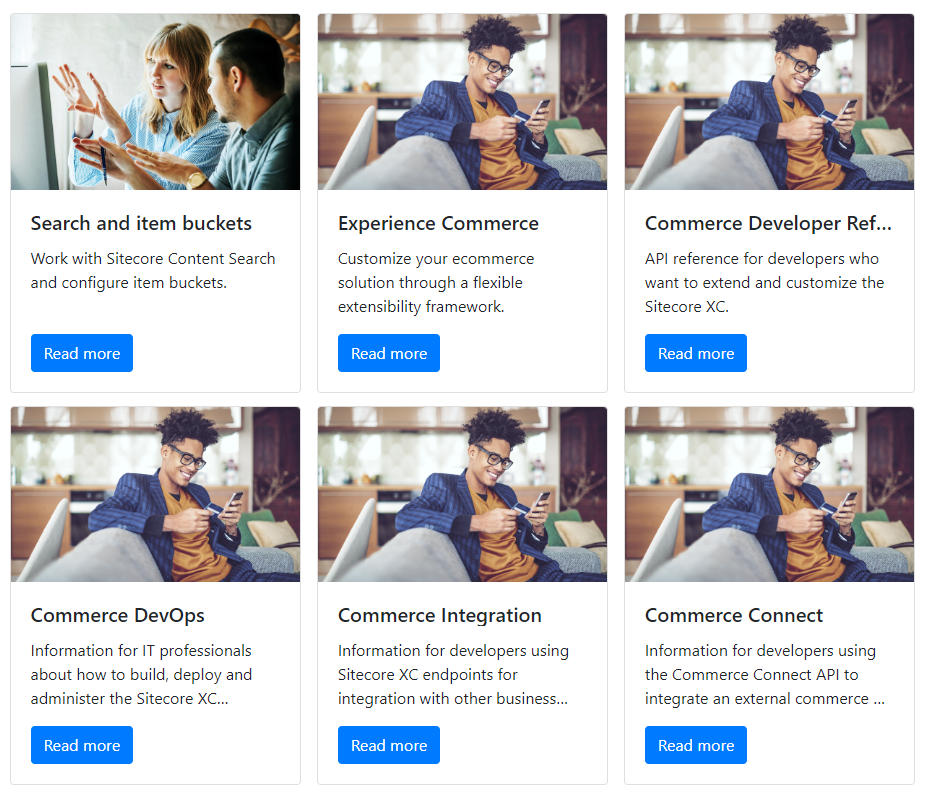 Search and item buckets
Work with Sitecore Content Search
and configure item buckets.
Read more
Experience Commerce
Customize your ecommerce
solution through a flexible
extensibility framework.
Read more
Commerce Developer Ref...
API reference for developers who
want to extend and customize the
Sitecore XC.
Read more
Commerce DevOps
Information for IT professionals
about how to build, deploy and
administer the Sitecore XC...
Read more
Commerce Integration
Information for developers using
Sitecore XC endpoints for
integration with other business...
Read more
Commerce Connect
Information for developers using
the Commerce Connect API to
integrate an external commerce ...
Read more